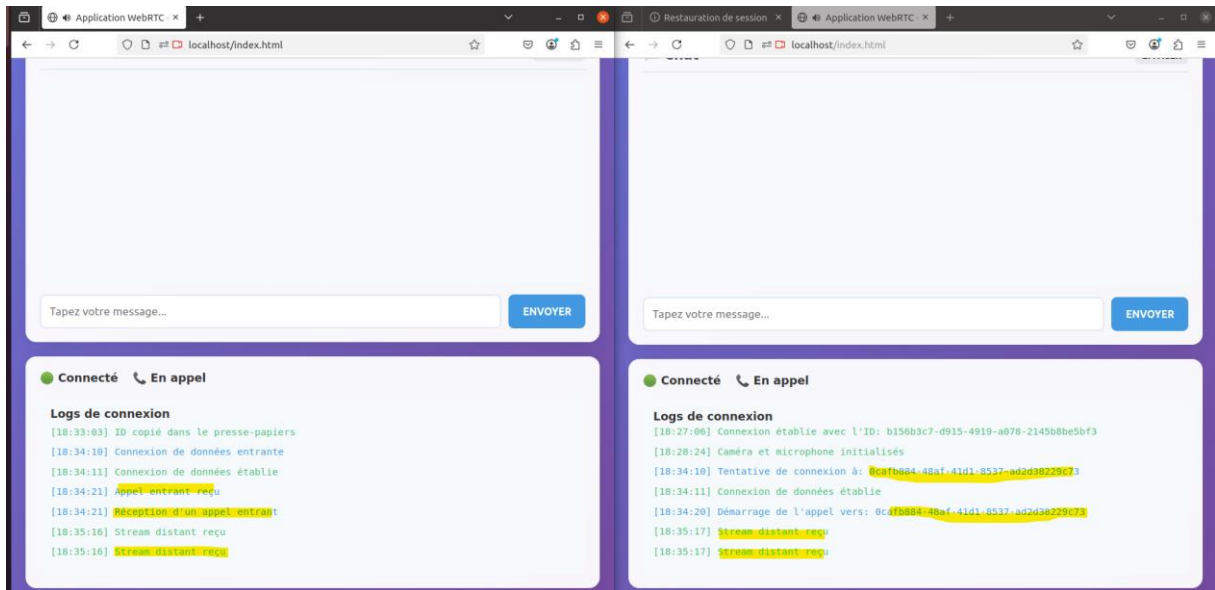 Application WebRTC -
localhost/index.html
Tapez votre message...
ENVOYER
Connecté En appel
Logs de connexion
[18:33:03] ID copié dans le presse-papiers
[18:34:10] Connexion de données entrante
[18:34:11] Connexion de données établie
[18:34:21] Appel entrant reçu
[18:34:21] Réception d'un appel entrant
[18:35:16] Stream distant reçu
[18:35:16] Stream distant reçu
Restauration de session
Application WebRTC -
localhost/index.html
Tapez votre message...
ENVOYER
Connecté En appel
Logs de connexion
[18:27:06] Connexion établie avec l'ID: b156b3c7-d915-4919-a078-2145b8be5bf3
[18:28:24] Caméra et microphone initialisés
[18:34:10] Tentative de connexion à: 0cafb884-48af-41d1-8537-ad2d38229c73
[18:34:11] Connexion de données établie
[18:34:20] Démarrage de l'appel vers: 0cafb884-48af-41d1-8537-ad2d38229c73
[18:35:17] Stream distant reçu
[18:35:17] Stream distant reçu